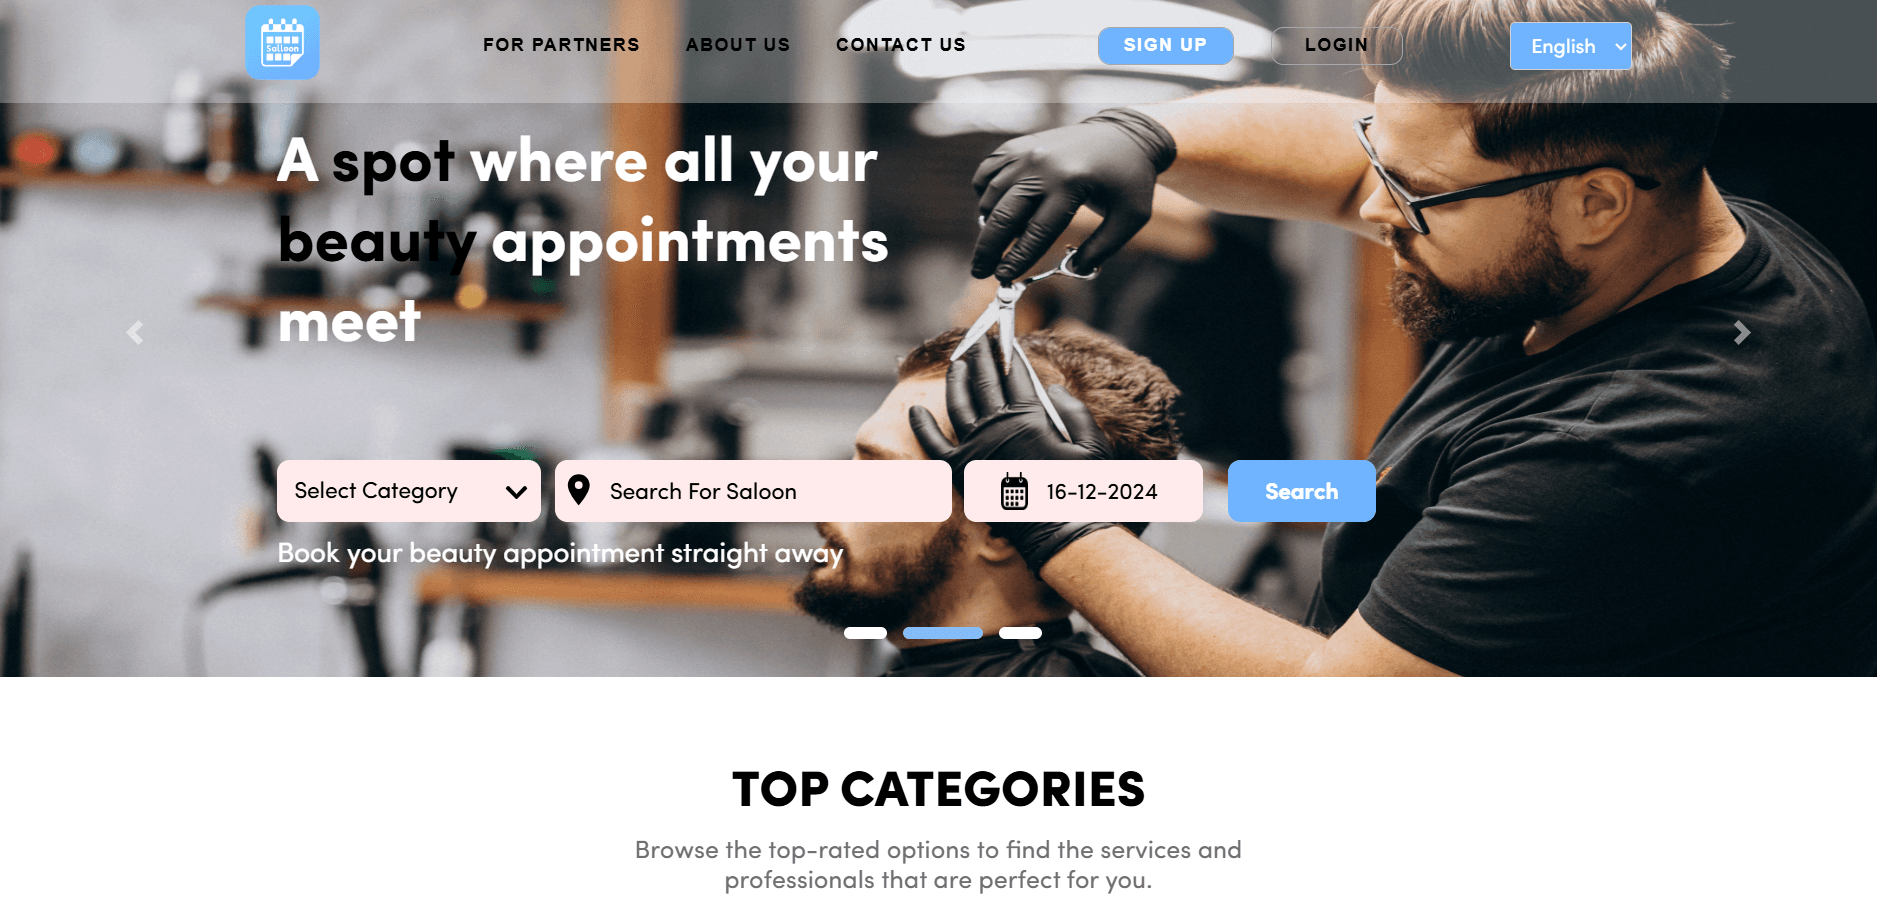 Salloon
FOR PARTNERS
ABOUT US
CONTACT US
SIGN UP
LOGIN
English
A spot where all your
beauty appointments
meet
Select Category
Search For Saloon
16-12-2024
Search
Book your beauty appointment straight away
TOP CATEGORIES
Browse the top-rated options to find the services and
professionals that are perfect for you.